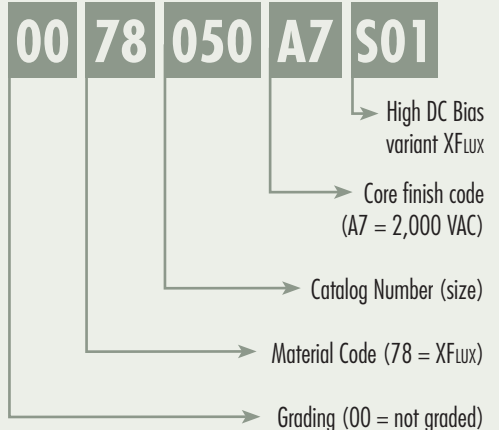 00 78 050 A7 S01
High DC Bias
variant XFLUX
Core finish code
(A7 = 2,000 VAC)
Catalog Number (size)
Material Code (78 = XFLUX)
Grading (00 = not graded)